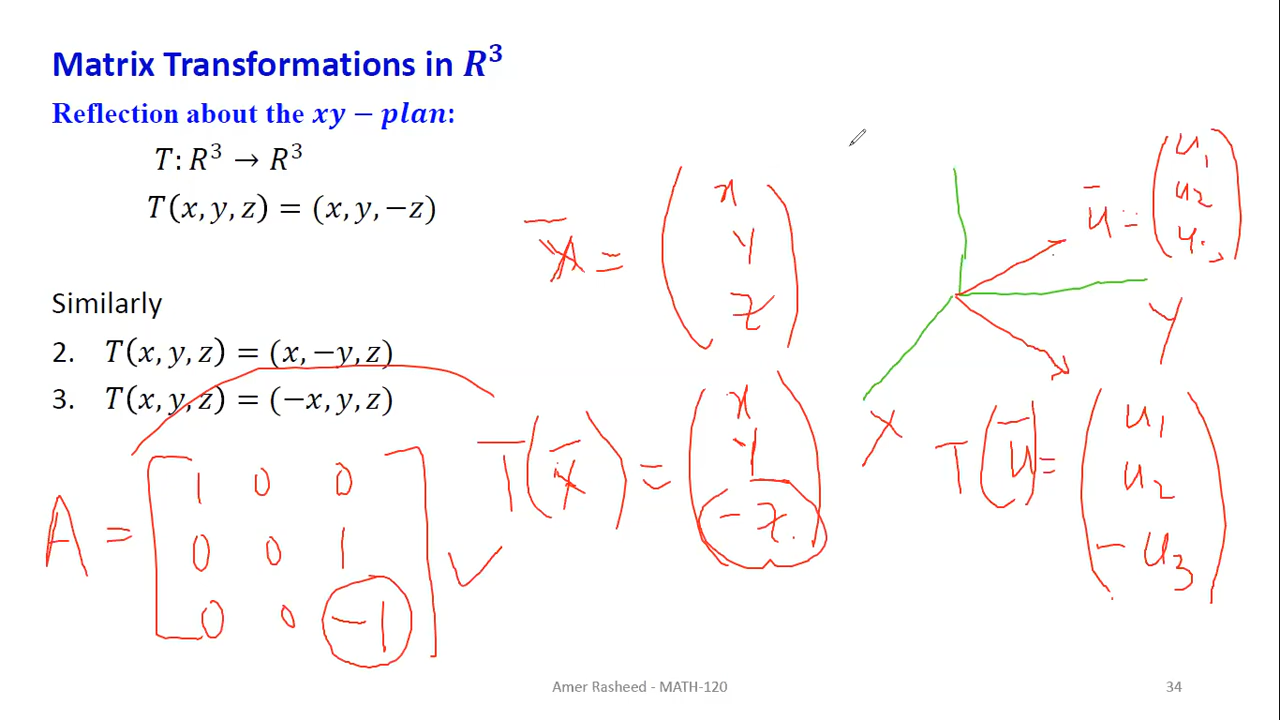 Matrix Transformations in R³
Reflection about the xy − plan:
T: R³ → R³
T(x, y, z) = (x, y, −z)
Similarly
2. T(x, y, z) = (x, −y, z)
3. T(x, y, z) = (−x, y, z)
A =
1 0 0
0 0 1
0 0 −1
=
x
y
z
T(x̄) =
x
y
−z
ū =
u₁
u₂
u₃
Y
X
T(ū) =
u₁
u₂
−u₃
Amer Rasheed - MATH-120
34